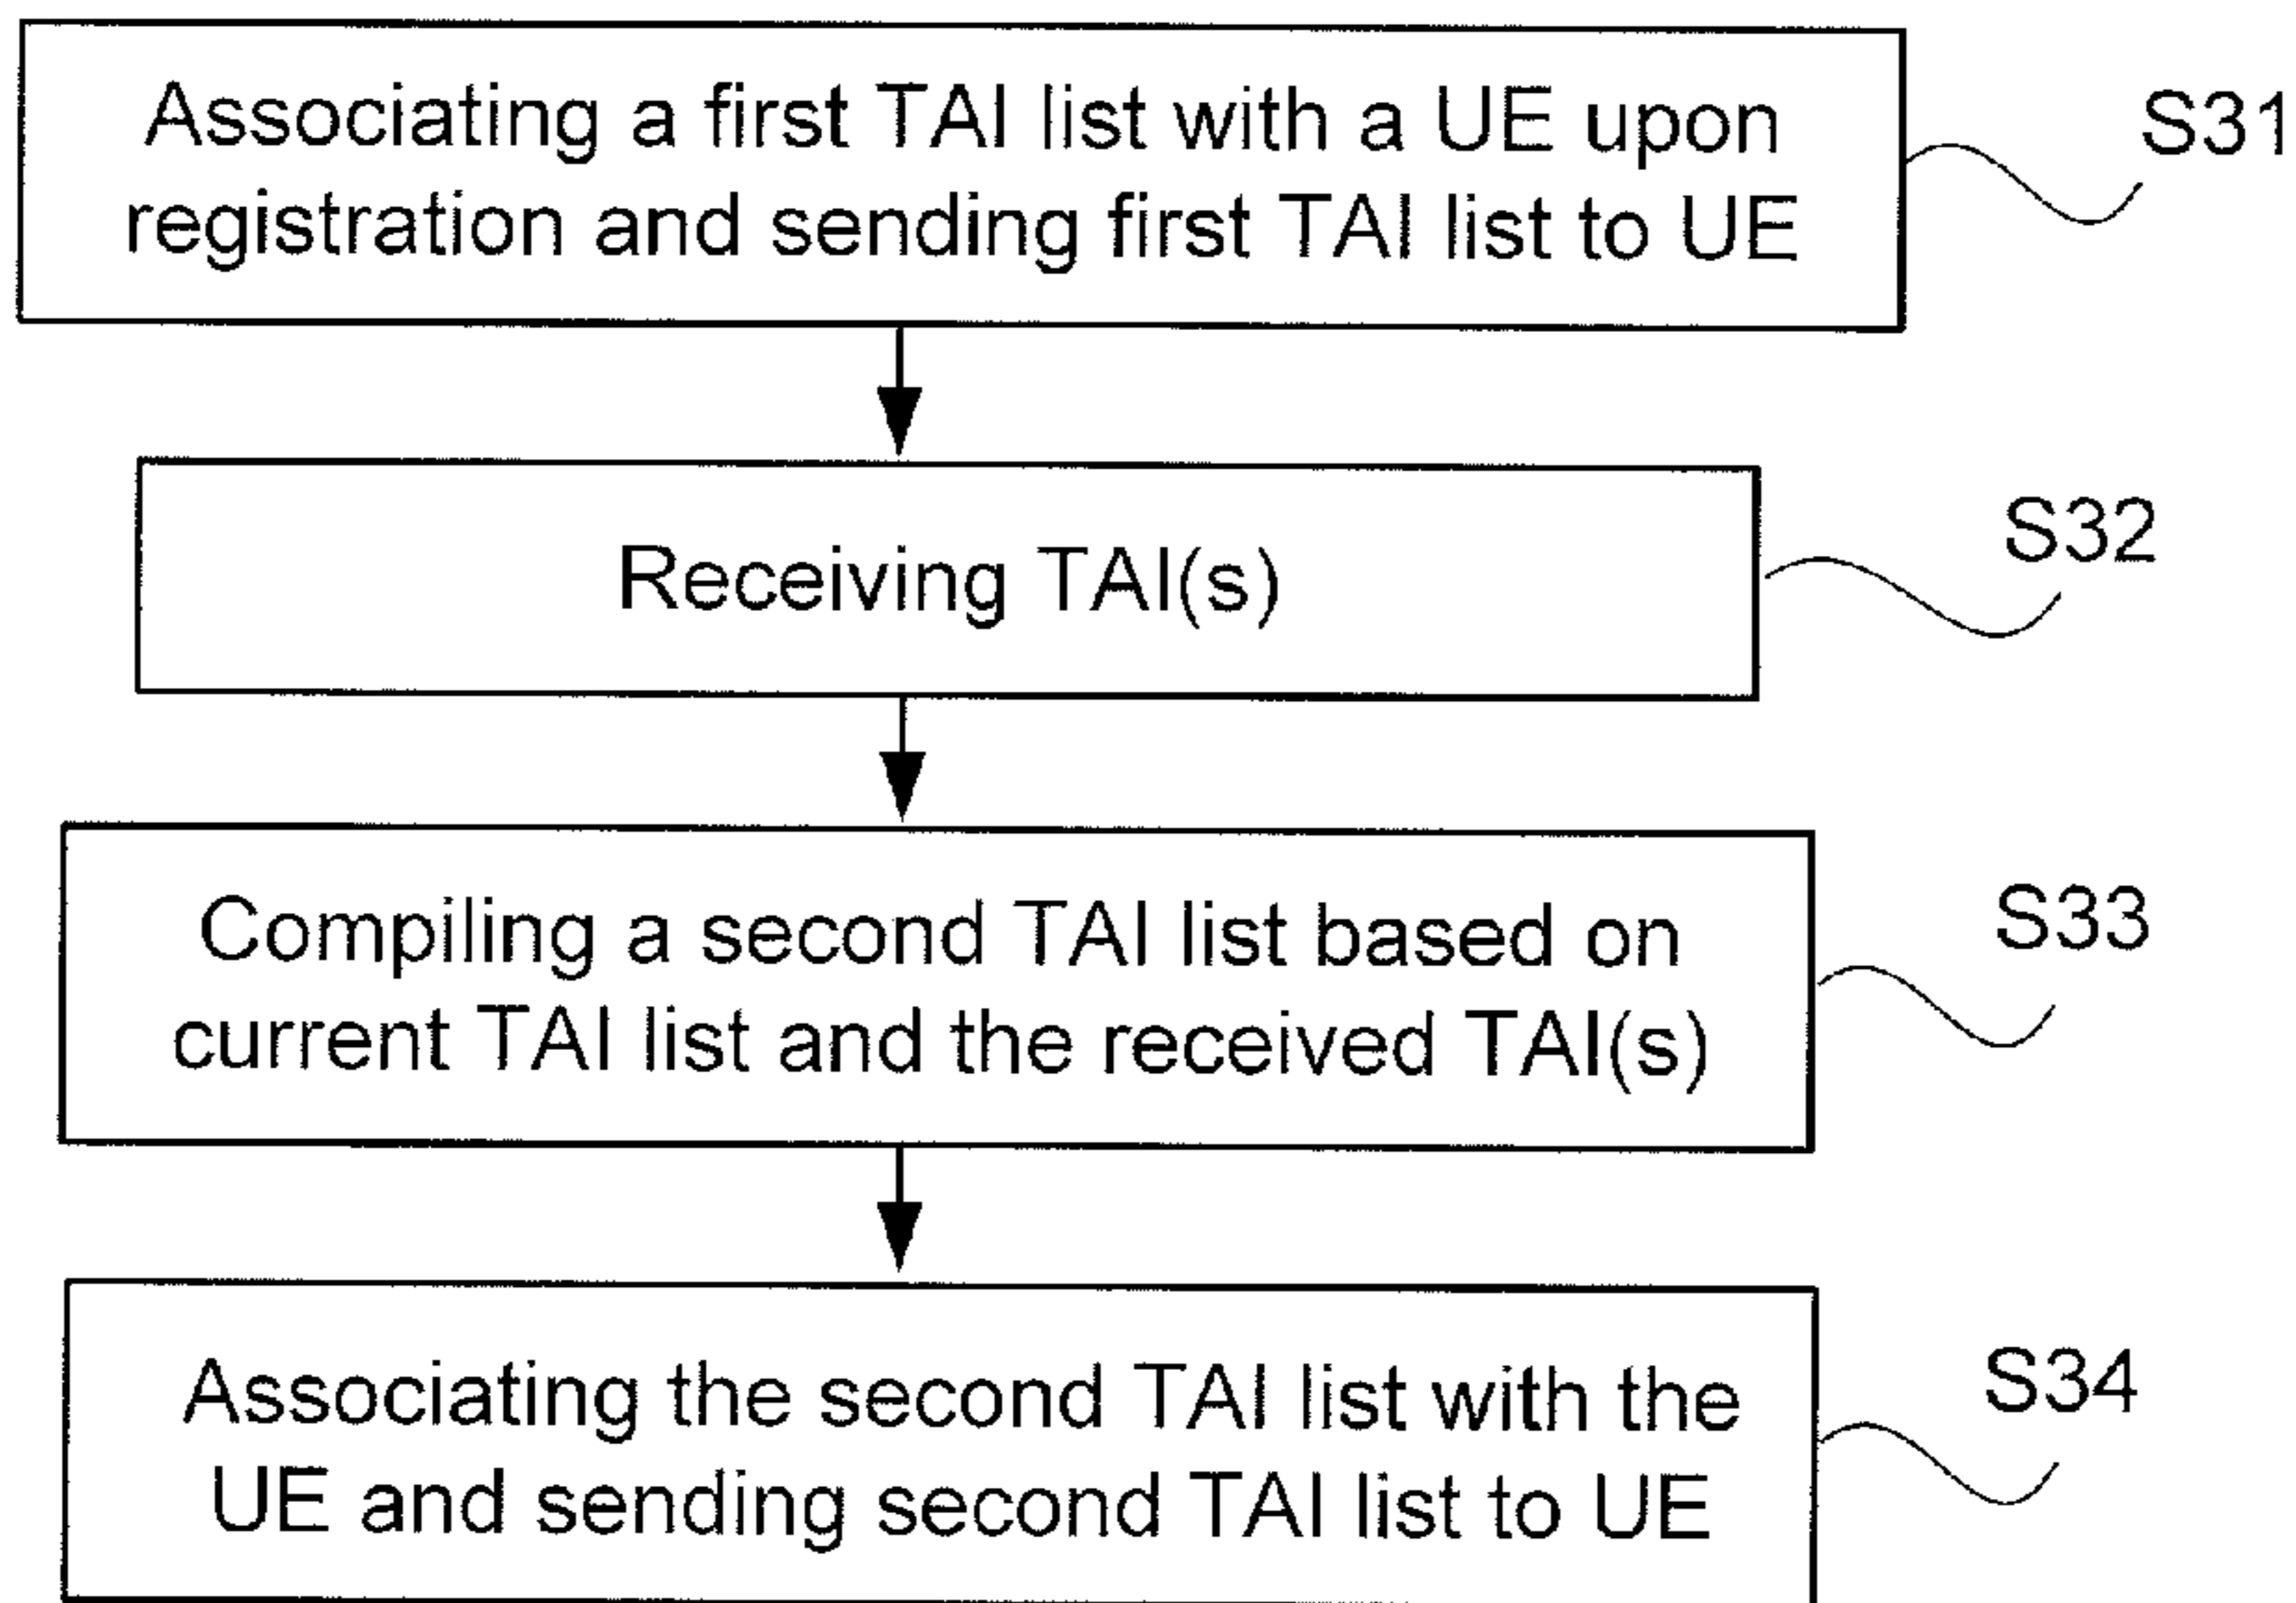 Associating a first TAI list with a UE upon
registration and sending first TAI list to UE
S31
Receiving TAI(s)
S32
Compiling a second TAI list based on
current TAI list and the received TAI(s)
S33
Associating the second TAI list with the
UE and sending second TAI list to UE
S34